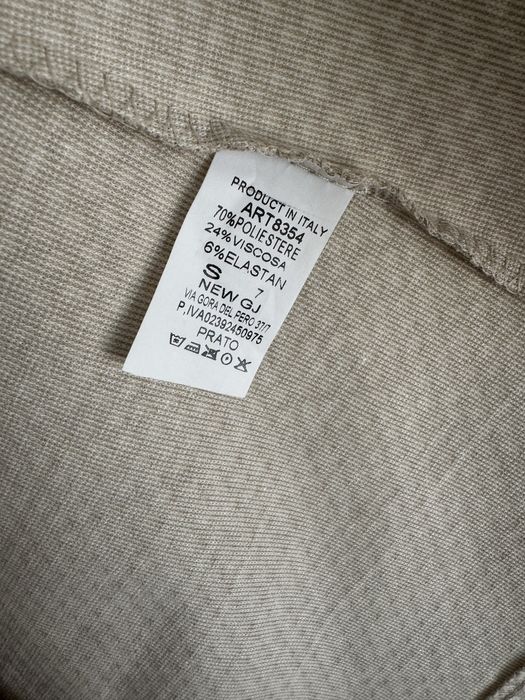 PRODUCT IN ITALY
ART8354
70%POLIESTERE
24%VISCOSA
6%ELASTAN
S 7
NEW GJ
VIA GORA DEL PERO 37/7
P,IVA02392450975
PRATO